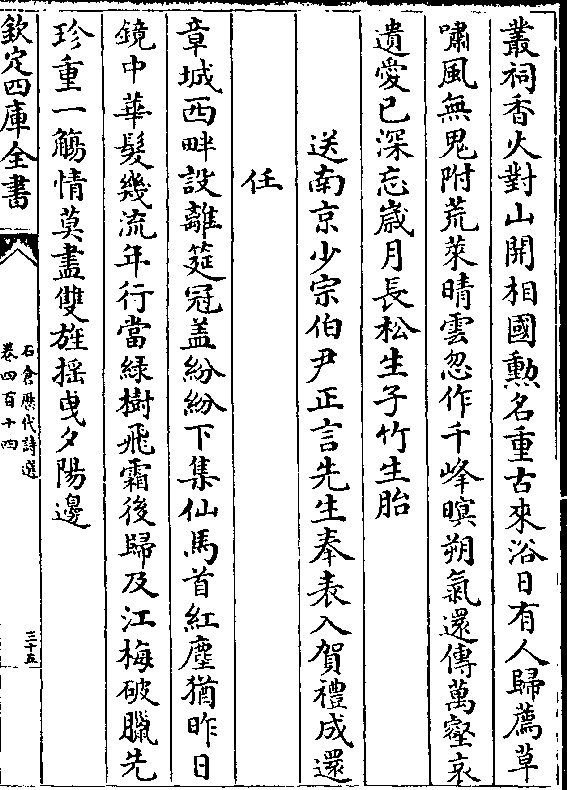 叢祠香火對山開相國勲名重古來浴日有人歸薦草
嘯風無鬼附荒萊晴雲忽作千峰暝朔氣還傳萬壑哀
遺愛已深忘嵗月長松生子竹生胎
送南京少宗伯尹正言先生奉表入賀禮成還
任
章城西畔設離筵冠盖紛紛下集仙馬首紅塵猶昨日
鏡中華髮幾流年行當緑樹飛霜後歸及江梅破臘先
珍重一觴情莫盡雙旌揺曳夕陽邊
欽定四庫全書
石倉歴代詩選
卷四百十四
三十五